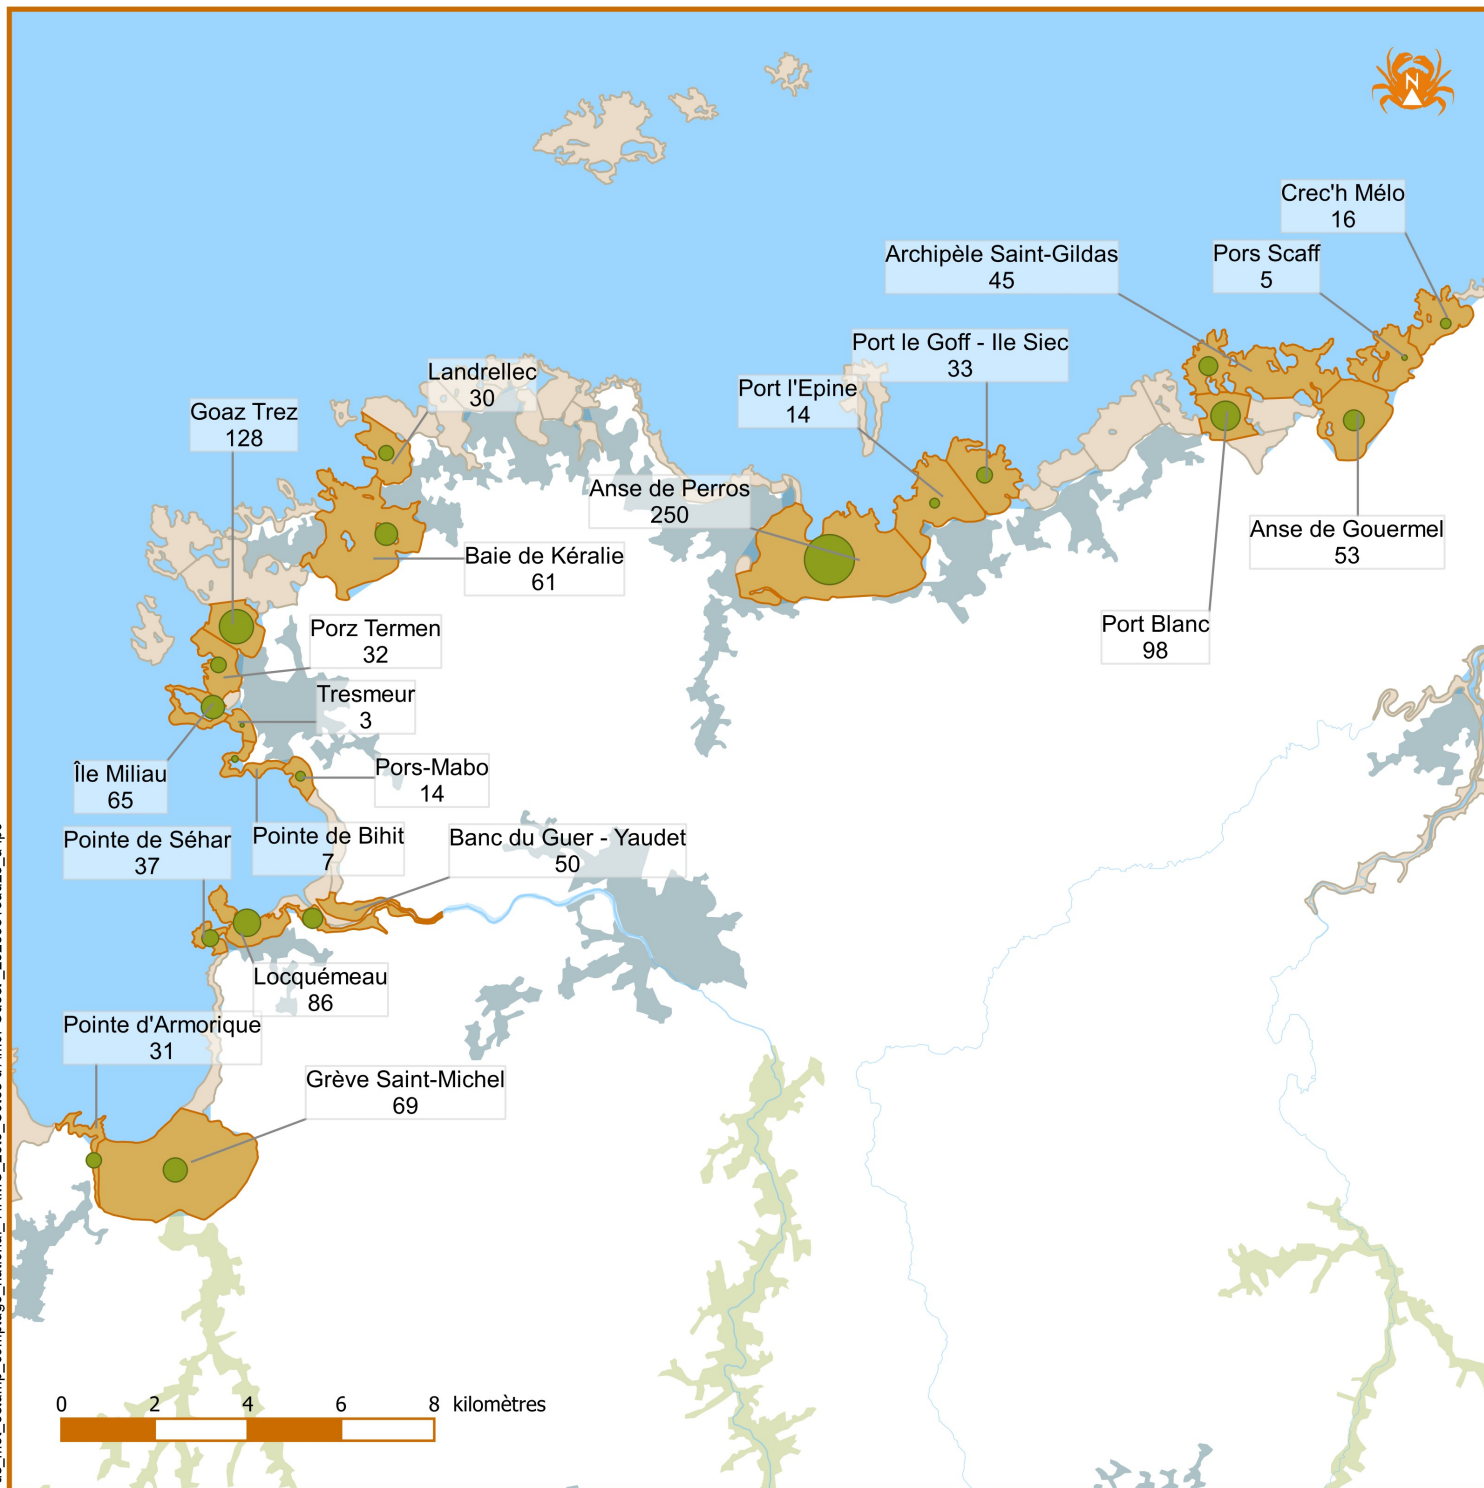 N
Crec'h Mélo
16
Archipèle Saint-Gildas
45
Pors Scaff
5
Port le Goff - Ile Siec
33
Landrellec
30
Port l'Epine
14
Goaz Trez
128
Anse de Perros
250
Anse de Gouermel
53
Baie de Kéralie
61
Port Blanc
98
Porz Termen
32
Tresmeur
3
Île Miliau
65
Pors-Mabo
14
Pointe de Séhar
37
Pointe de Bihit
7
Banc du Guer - Yaudet
50
Locquémeau
86
Pointe d'Armorique
31
Grève Saint-Michel
69
0 2 4 6 8 kilomètres